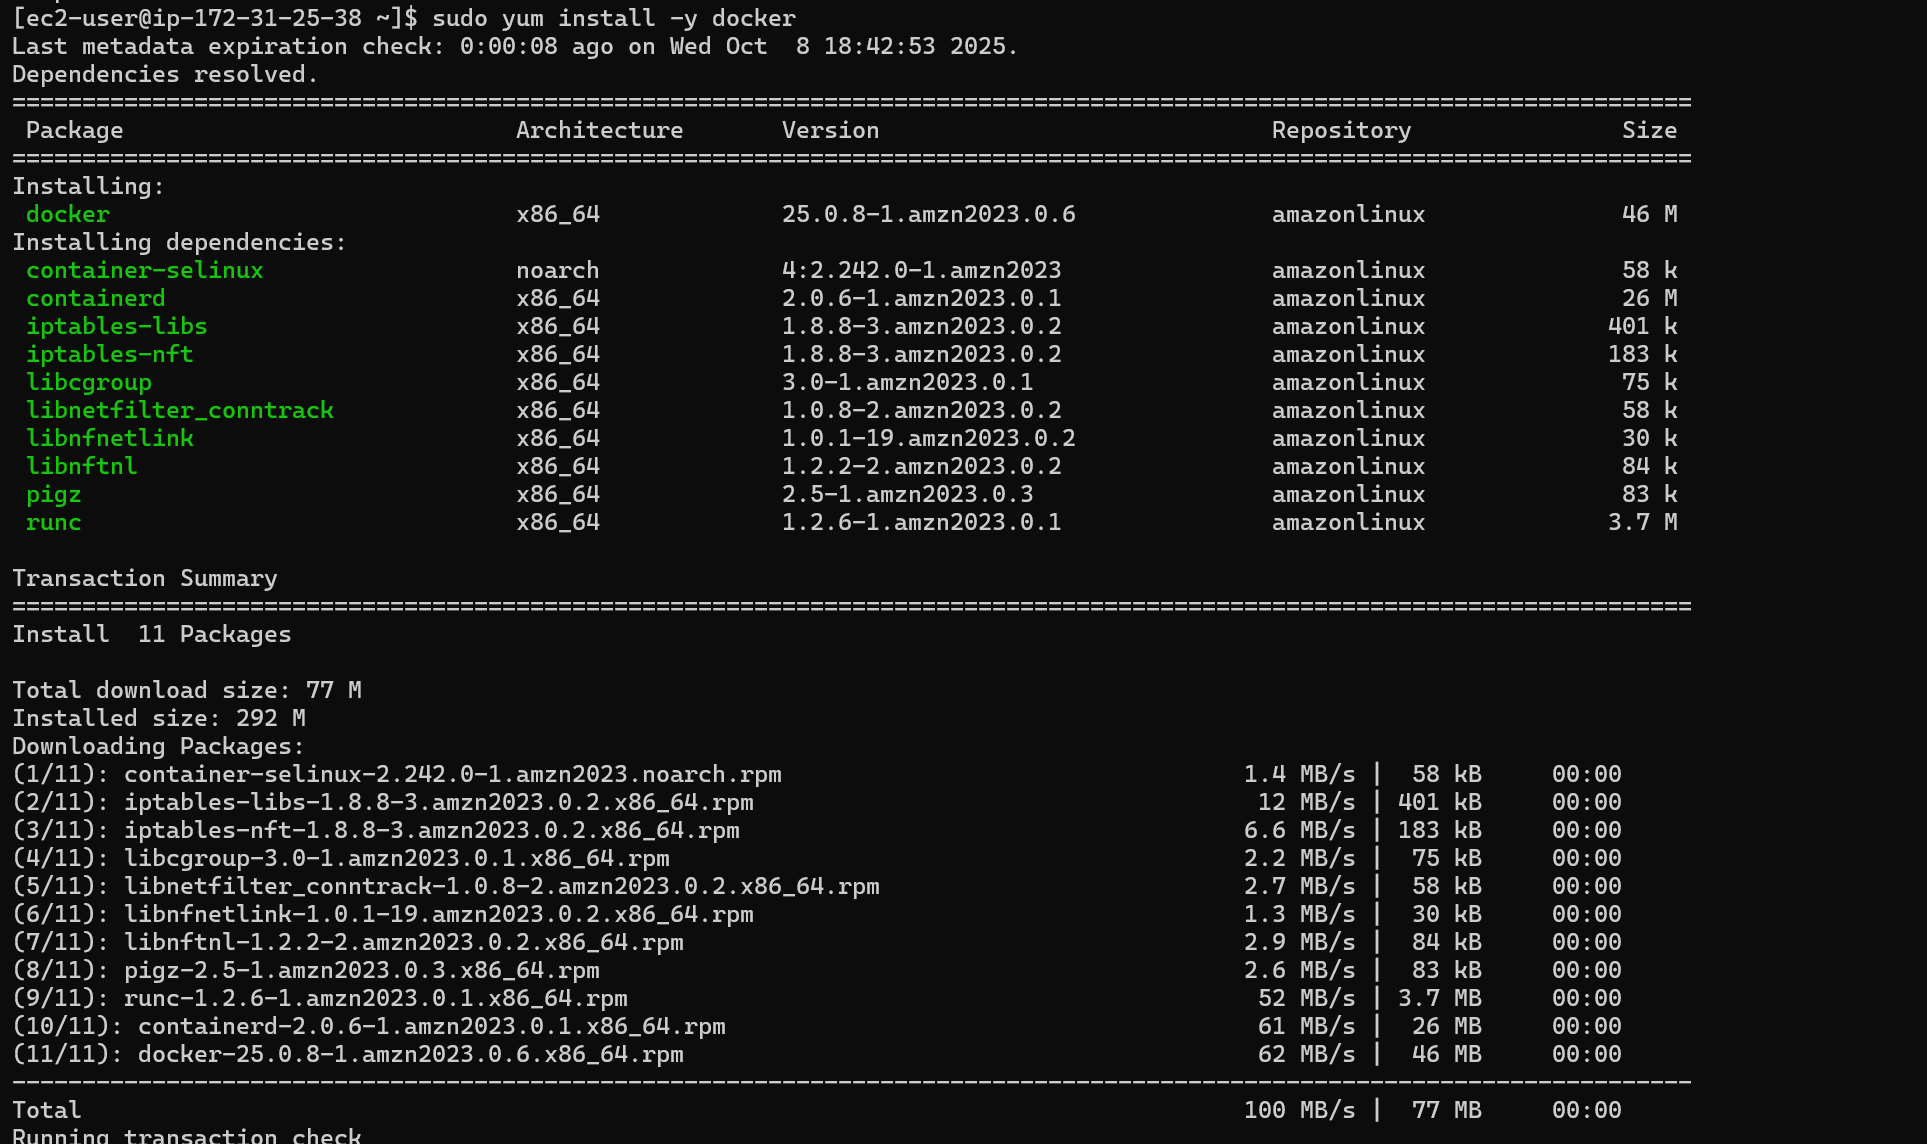 [ec2-user@ip-172-31-25-38 ~]$ sudo yum install -y docker
Last metadata expiration check: 0:00:08 ago on Wed Oct  8 18:42:53 2025.
Dependencies resolved.
========================================================================================================================
 Package                            Architecture       Version                            Repository               Size
========================================================================================================================
Installing:
 docker                             x86_64             25.0.8-1.amzn2023.0.6              amazonlinux              46 M
Installing dependencies:
 container-selinux                  noarch             4:2.242.0-1.amzn2023               amazonlinux              58 k
 containerd                         x86_64             2.0.6-1.amzn2023.0.1               amazonlinux              26 M
 iptables-libs                      x86_64             1.8.8-3.amzn2023.0.2               amazonlinux             401 k
 iptables-nft                       x86_64             1.8.8-3.amzn2023.0.2               amazonlinux             183 k
 libcgroup                          x86_64             3.0-1.amzn2023.0.1                 amazonlinux              75 k
 libnetfilter_conntrack             x86_64             1.0.8-2.amzn2023.0.2               amazonlinux              58 k
 libnfnetlink                       x86_64             1.0.1-19.amzn2023.0.2              amazonlinux              30 k
 libnftnl                           x86_64             1.2.2-2.amzn2023.0.2               amazonlinux              84 k
 pigz                               x86_64             2.5-1.amzn2023.0.3                 amazonlinux              83 k
 runc                               x86_64             1.2.6-1.amzn2023.0.1               amazonlinux             3.7 M

Transaction Summary
========================================================================================================================
Install  11 Packages

Total download size: 77 M
Installed size: 292 M
Downloading Packages:
(1/11): container-selinux-2.242.0-1.amzn2023.noarch.rpm                                 1.4 MB/s |  58 kB     00:00
(2/11): iptables-libs-1.8.8-3.amzn2023.0.2.x86_64.rpm                                    12 MB/s | 401 kB     00:00
(3/11): iptables-nft-1.8.8-3.amzn2023.0.2.x86_64.rpm                                    6.6 MB/s | 183 kB     00:00
(4/11): libcgroup-3.0-1.amzn2023.0.1.x86_64.rpm                                         2.2 MB/s |  75 kB     00:00
(5/11): libnetfilter_conntrack-1.0.8-2.amzn2023.0.2.x86_64.rpm                          2.7 MB/s |  58 kB     00:00
(6/11): libnfnetlink-1.0.1-19.amzn2023.0.2.x86_64.rpm                                   1.3 MB/s |  30 kB     00:00
(7/11): libnftnl-1.2.2-2.amzn2023.0.2.x86_64.rpm                                        2.9 MB/s |  84 kB     00:00
(8/11): pigz-2.5-1.amzn2023.0.3.x86_64.rpm                                              2.6 MB/s |  83 kB     00:00
(9/11): runc-1.2.6-1.amzn2023.0.1.x86_64.rpm                                             52 MB/s | 3.7 MB     00:00
(10/11): containerd-2.0.6-1.amzn2023.0.1.x86_64.rpm                                      61 MB/s |  26 MB     00:00
(11/11): docker-25.0.8-1.amzn2023.0.6.x86_64.rpm                                         62 MB/s |  46 MB     00:00
------------------------------------------------------------------------------------------------------------------------
Total                                                                                   100 MB/s |  77 MB     00:00
Running transaction check